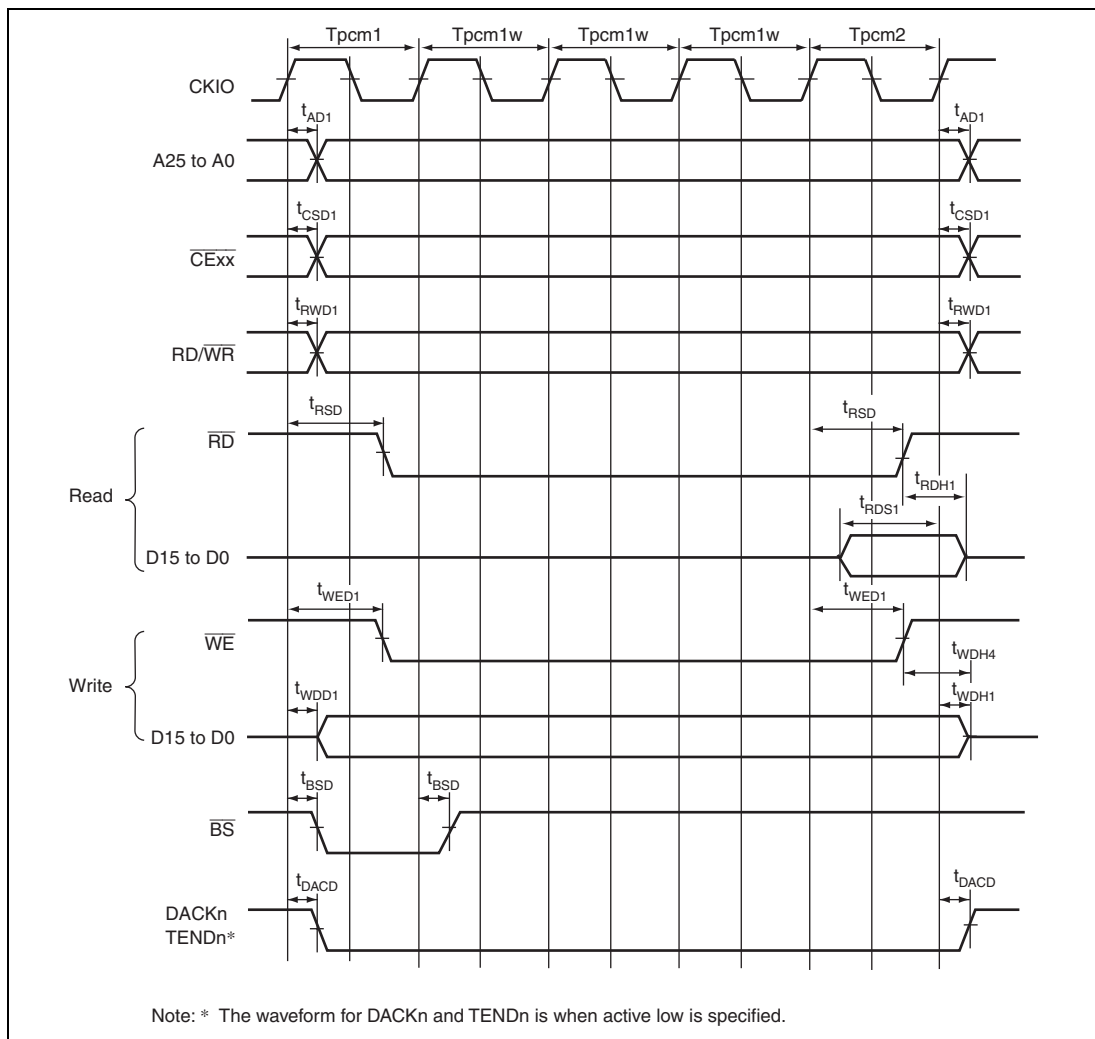 Tpcm1 Tpcm1w Tpcm1w Tpcm1w Tpcm2
CKIO
tAD1 tAD1
A25 to A0
tCSD1 tCSD1
CExx
tRWD1 tRWD1
RD/WR
tRSD tRSD
RD
tRDH1
Read
tRDS1
D15 to D0
tWED1 tWED1
WE
tWDH4
Write
tWDD1 tWDH1
D15 to D0
tBSD tBSD
BS
tDACD tDACD
DACKn
TENDn*
Note: * The waveform for DACKn and TENDn is when active low is specified.